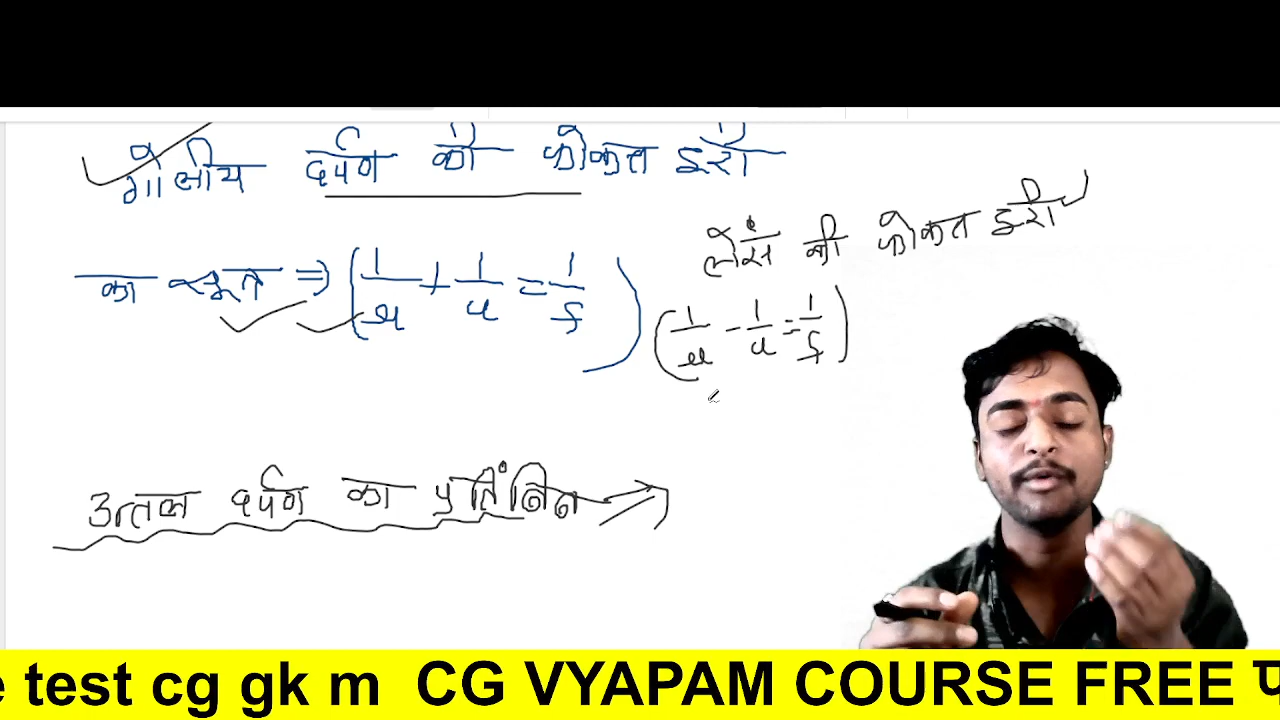 गोलीय दर्पण की फोकस दूरी
का सूत्र ⇒ (1/v + 1/u = 1/f)
लेंस की फोकस दूरी
(1/v - 1/u = 1/f)
उत्तल दर्पण का
e test cg gk m CG VYAPAM COURSE FREE